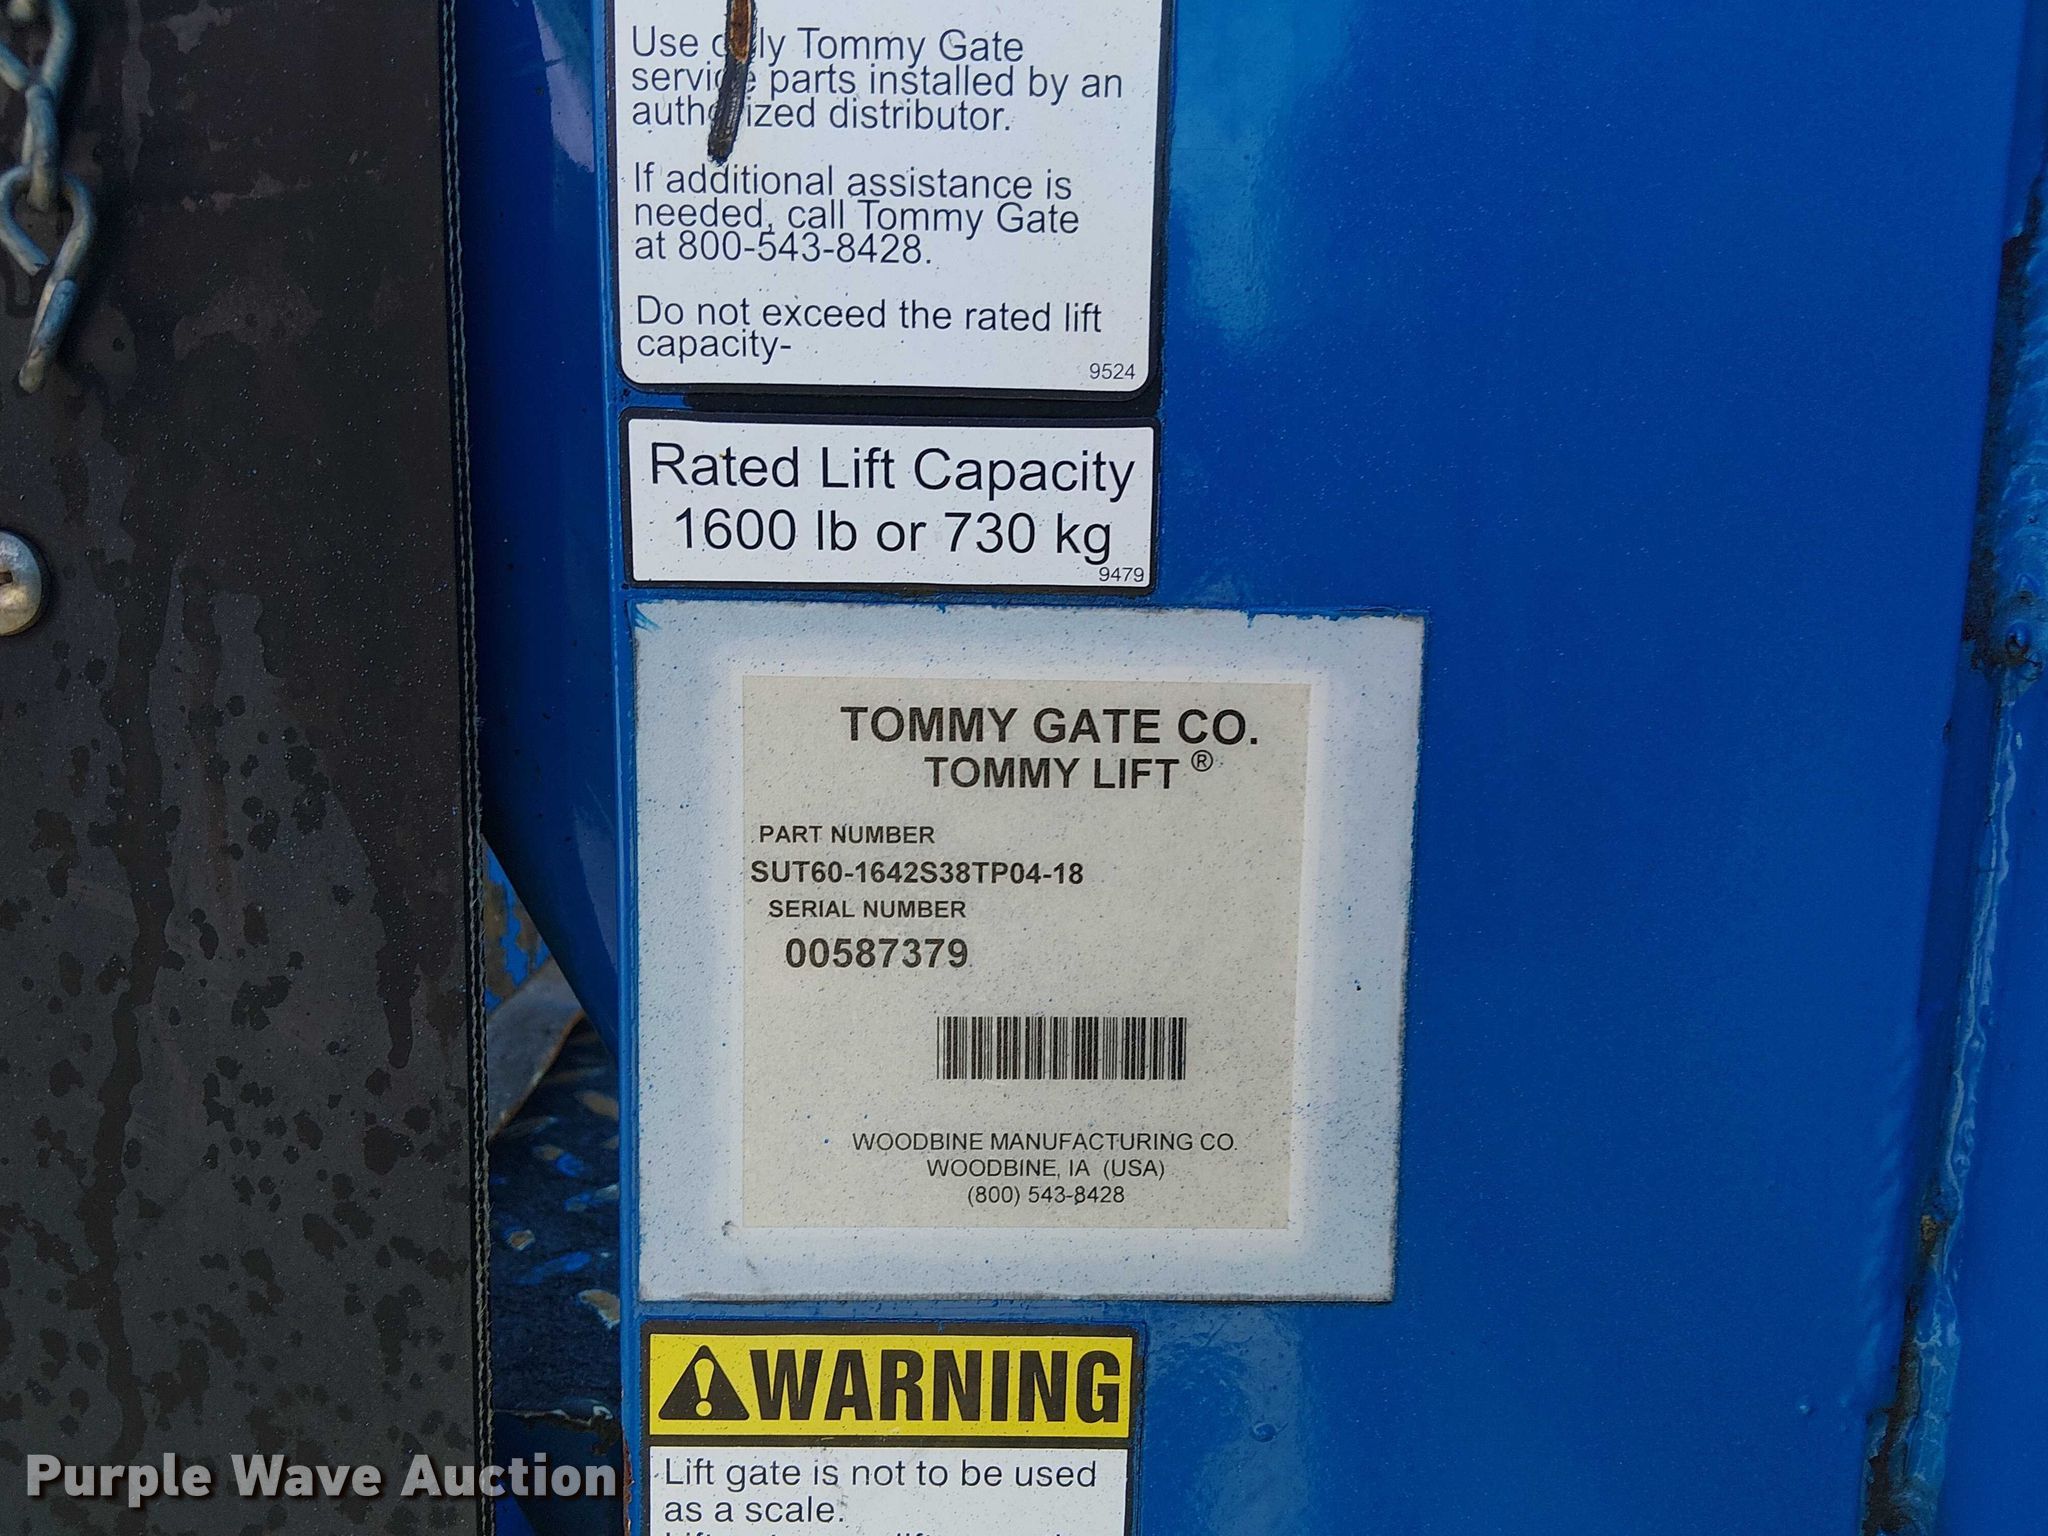 Use only Tommy Gate
service parts installed by an
authorized distributor.
If additional assistance is
needed, call Tommy Gate
at 800-543-8428.
Do not exceed the rated lift
capacity-
9524
Rated Lift Capacity
1600 lb or 730 kg
9479
TOMMY GATE CO.
TOMMY LIFT ®
PART NUMBER
SUT60-1642S38TP04-18
SERIAL NUMBER
00587379
WOODBINE MANUFACTURING CO.
WOODBINE, IA (USA)
(800) 543-8428
WARNING
Lift gate is not to be used
as a scale.
Purple Wave Auction